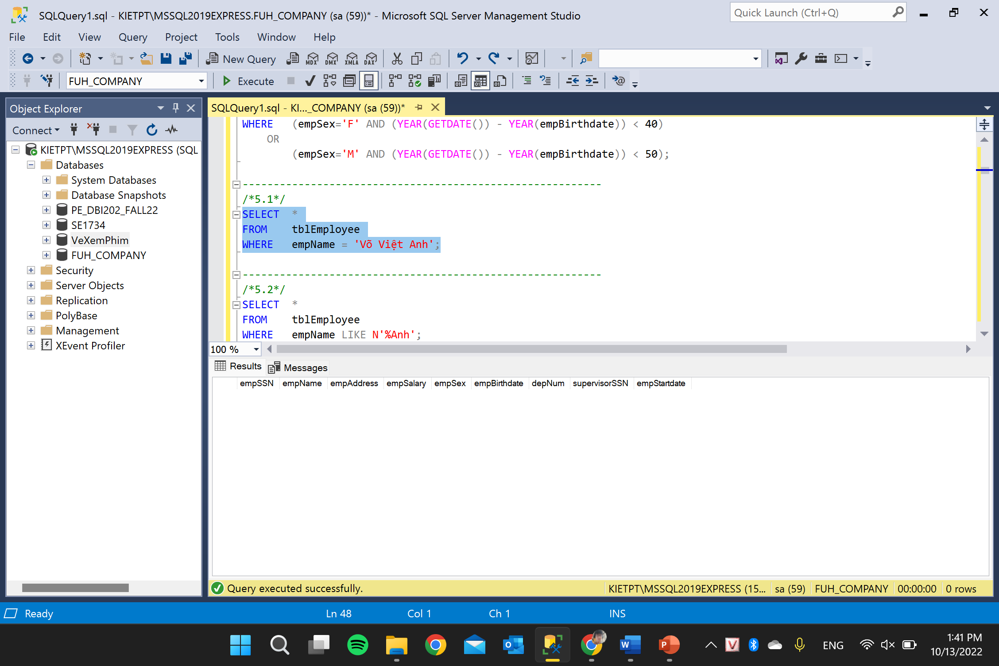 SQLQuery1.sql - KIETPT\MSSQL2019EXPRESS.FUH_COMPANY (sa (59))* - Microsoft SQL Server Management Studio
Quick Launch (Ctrl+Q)
File Edit View Query Project Tools Window Help
New Query MDX DMX XMLA DAX
FUH_COMPANY Execute
Object Explorer
Connect
KIETPT\MSSQL2019EXPRESS (SQL
Databases
System Databases
Database Snapshots
PE_DBI202_FALL22
SE1734
VeXemPhim
FUH_COMPANY
Security
Server Objects
Replication
PolyBase
Management
XEvent Profiler
SQLQuery1.sql - KI..._COMPANY (sa (59))*
WHERE (empSex='F' AND (YEAR(GETDATE()) - YEAR(empBirthdate)) < 40)
OR
(empSex='M' AND (YEAR(GETDATE()) - YEAR(empBirthdate)) < 50);
----------------------------------------------------------
/*5.1*/
SELECT *
FROM tblEmployee
WHERE empName = 'Võ Việt Anh';
----------------------------------------------------------
/*5.2*/
SELECT *
FROM tblEmployee
WHERE empName LIKE N'%Anh';
100 %
Results Messages
empSSN empName empAddress empSalary empSex empBirthdate depNum supervisorSSN empStartdate
Query executed successfully. KIETPT\MSSQL2019EXPRESS (15... sa (59) FUH_COMPANY 00:00:00 0 rows
Ready Ln 48 Col 1 Ch 1 INS
ENG
1:41 PM
10/13/2022